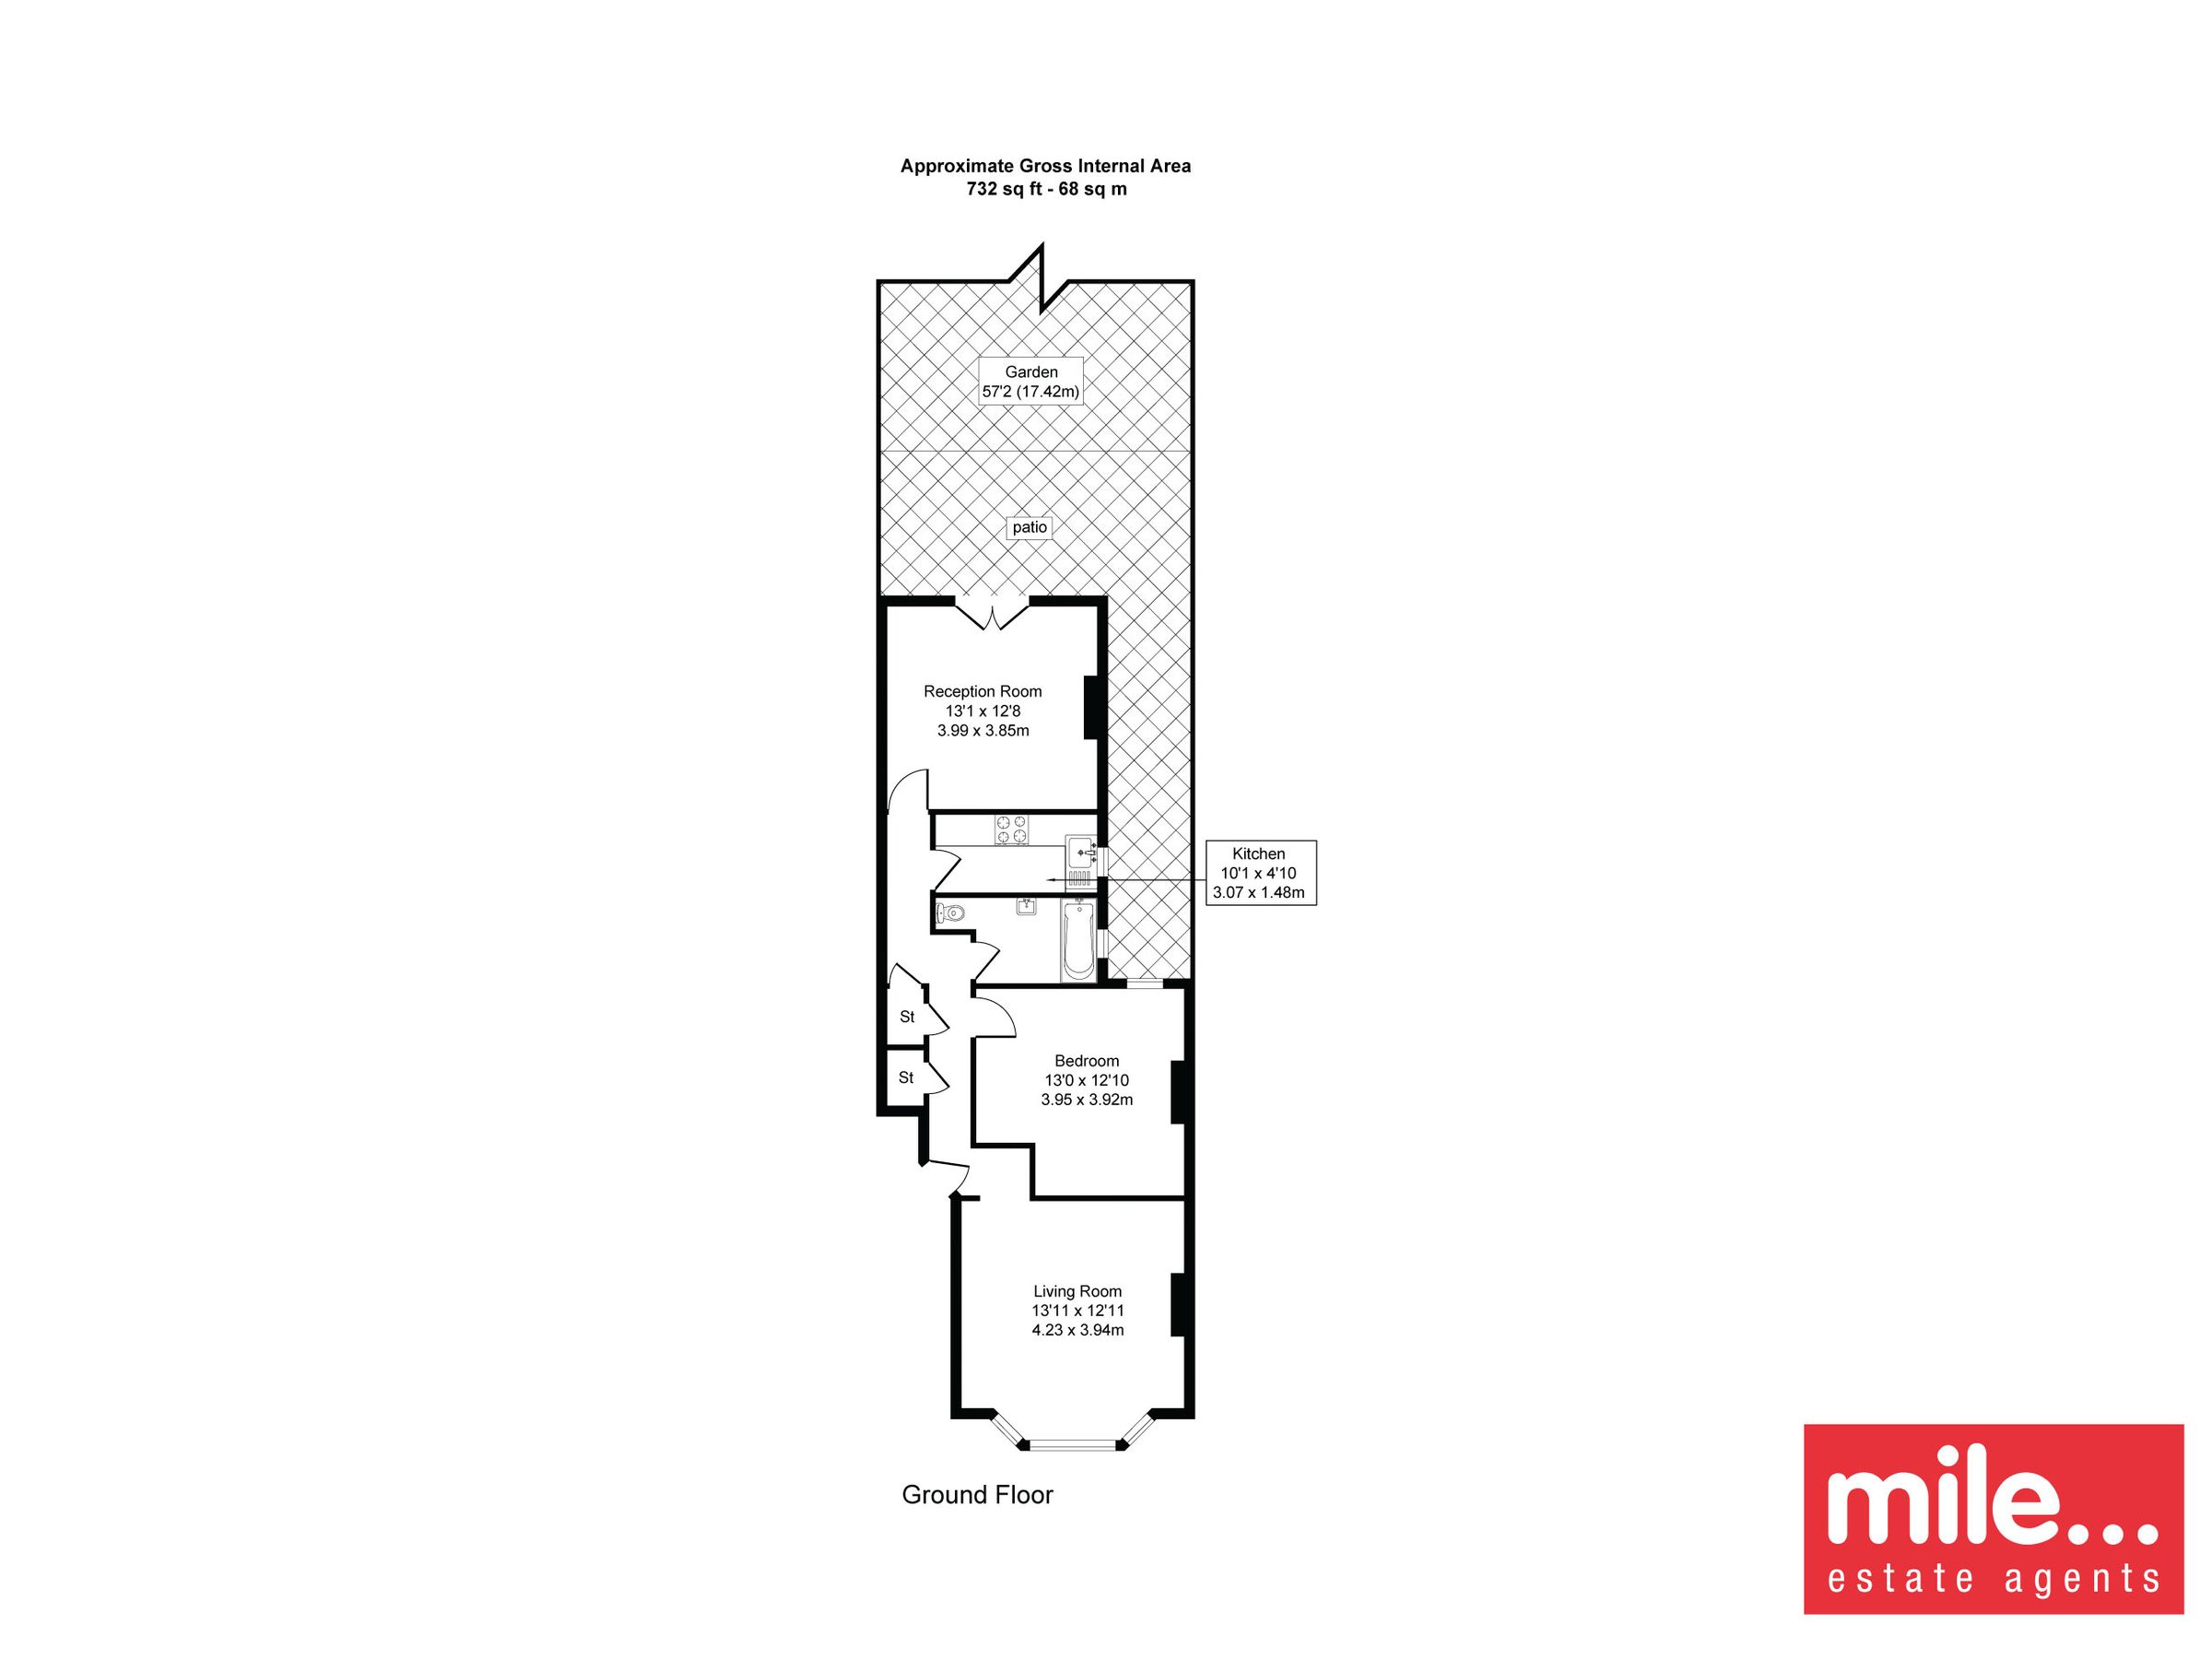 Approximate Gross Internal Area
732 sq ft - 68 sq m
Garden
57'2 (17.42m)
patio
Reception Room
13'1 x 12'8
3.99 x 3.85m
Kitchen
10'1 x 4'10
3.07 x 1.48m
St
St
Bedroom
13'0 x 12'10
3.95 x 3.92m
Living Room
13'11 x 12'11
4.23 x 3.94m
Ground Floor
mile...
estate agents